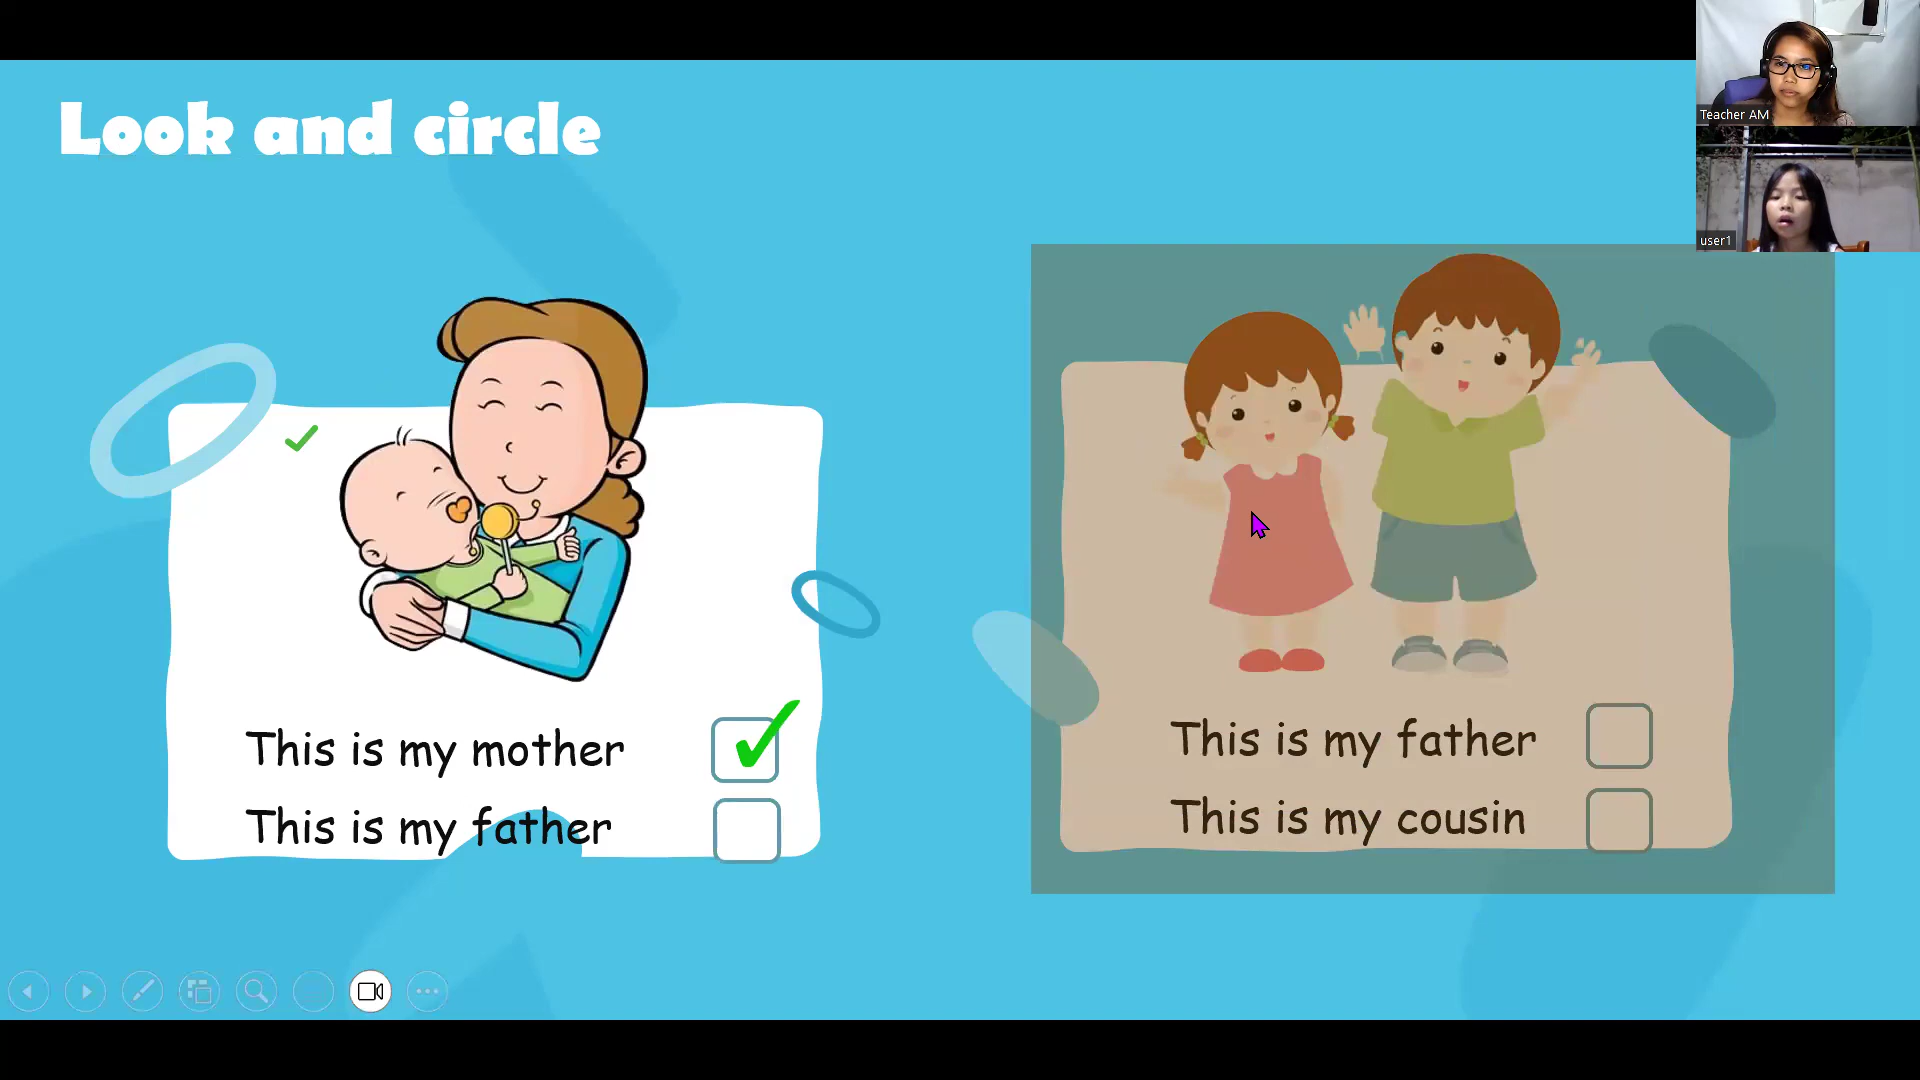 Look and circle
Teacher AM
user1
This is my mother
This is my father
This is my father
This is my cousin